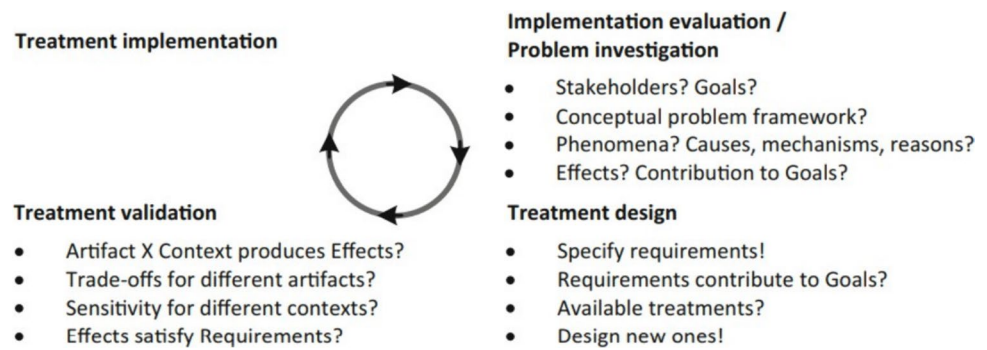 Treatment implementation
Implementation evaluation /
Problem investigation
• Stakeholders? Goals?
• Conceptual problem framework?
• Phenomena? Causes, mechanisms, reasons?
• Effects? Contribution to Goals?
Treatment validation
• Artifact X Context produces Effects?
• Trade-offs for different artifacts?
• Sensitivity for different contexts?
• Effects satisfy Requirements?
Treatment design
• Specify requirements!
• Requirements contribute to Goals?
• Available treatments?
• Design new ones!